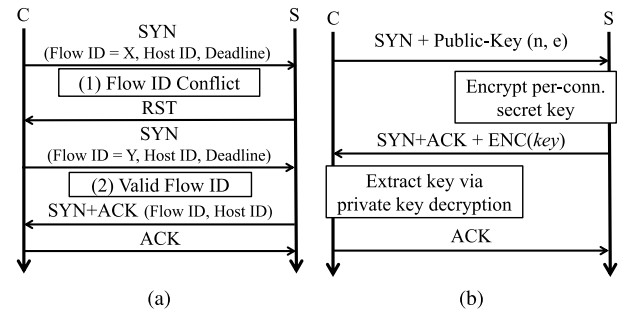 C S
SYN
(Flow ID = X, Host ID, Deadline)
(1) Flow ID Conflict
RST
SYN
(Flow ID = Y, Host ID, Deadline)
(2) Valid Flow ID
SYN+ACK (Flow ID, Host ID)
ACK
(a)
C S
SYN + Public-Key (n, e)
Encrypt per-conn.
secret key
SYN+ACK + ENC(key)
Extract key via
private key decryption
ACK
(b)